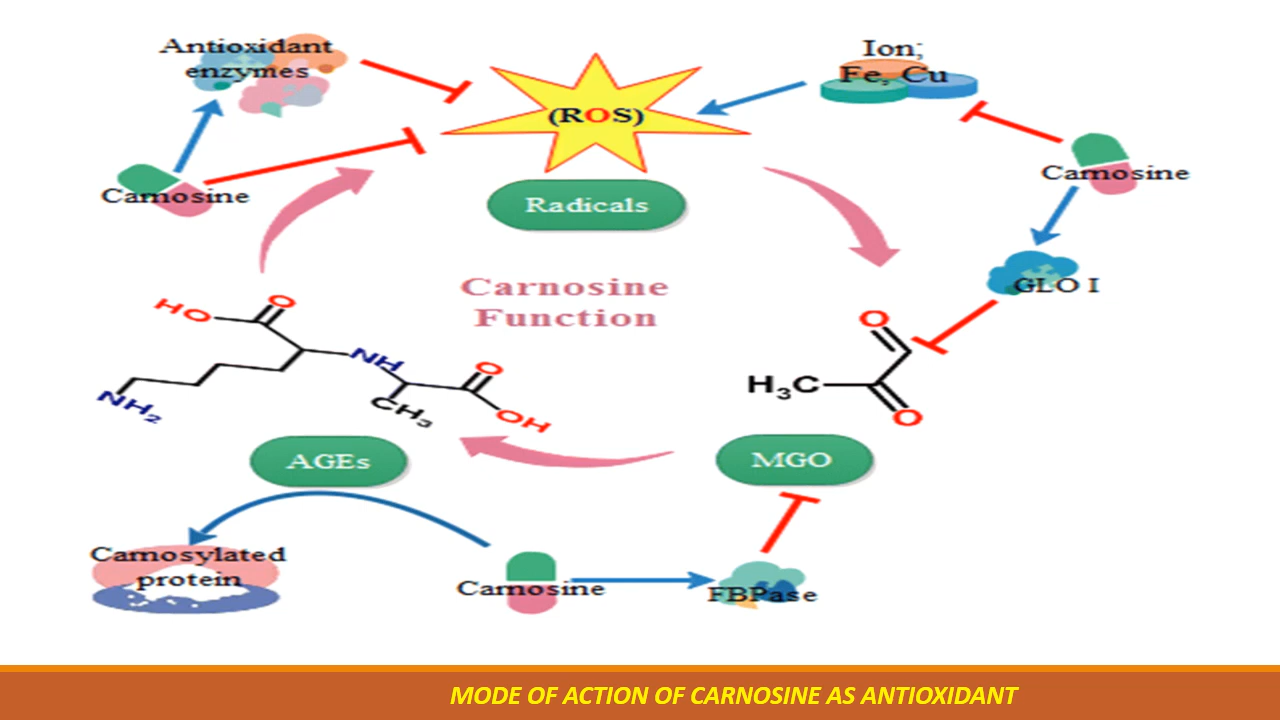 Antioxidant
enzymes
(ROS)
Ion;
Fe, Cu
Carnosine
Carnosine
Radicals
GLO I
Carnosine
Function
HO
O
NH
O
OH
CH3
NH2
O
H3C
O
AGEs
MGO
Carnosylated
protein
Carnosine
FBPase
MODE OF ACTION OF CARNOSINE AS ANTIOXIDANT